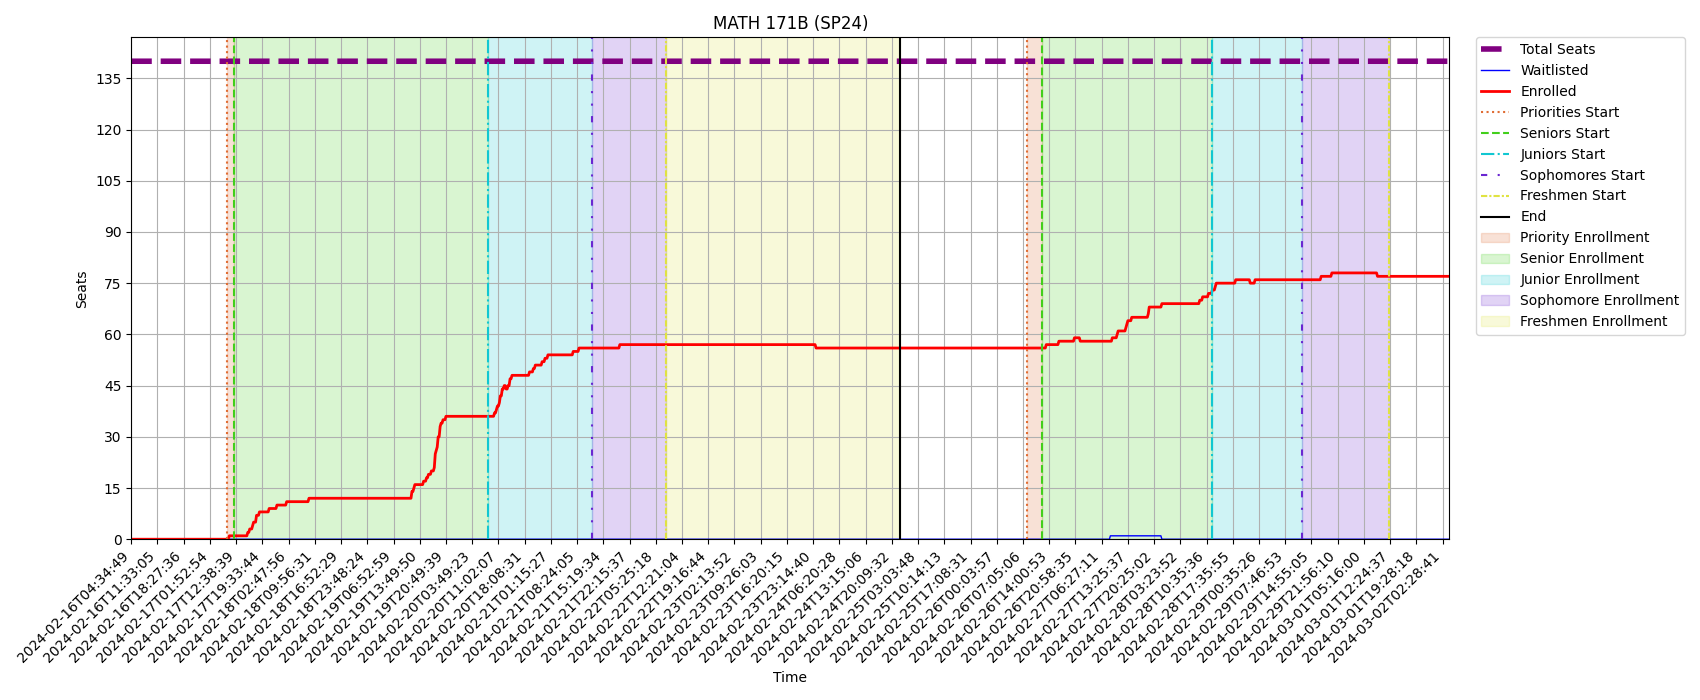 MATH 171B (SP24)
Seats
135
120
105
90
75
60
45
30
15
0
2024-02-16T04:34:49
2024-02-16T11:33:05
2024-02-16T18:27:36
2024-02-17T01:52:54
2024-02-17T12:38:39
2024-02-17T19:33:44
2024-02-18T02:47:56
2024-02-18T09:56:31
2024-02-18T16:52:29
2024-02-18T23:48:24
2024-02-19T06:52:59
2024-02-19T13:49:50
2024-02-19T20:49:39
2024-02-20T03:49:23
2024-02-20T11:02:07
2024-02-20T18:08:31
2024-02-21T01:15:27
2024-02-21T08:24:05
2024-02-21T15:19:34
2024-02-21T22:15:37
2024-02-22T05:25:18
2024-02-22T12:21:04
2024-02-22T19:16:44
2024-02-23T02:13:52
2024-02-23T09:26:03
2024-02-23T16:20:15
2024-02-23T23:14:40
2024-02-24T06:20:28
2024-02-24T13:15:06
2024-02-24T20:09:32
2024-02-25T03:03:48
2024-02-25T10:14:13
2024-02-25T17:08:31
2024-02-26T00:03:57
2024-02-26T07:05:06
2024-02-26T14:00:53
2024-02-26T20:58:35
2024-02-27T06:27:11
2024-02-27T13:25:37
2024-02-27T20:25:02
2024-02-28T03:23:52
2024-02-28T10:35:36
2024-02-28T17:35:55
2024-02-29T00:35:26
2024-02-29T07:46:53
2024-02-29T14:55:05
2024-02-29T21:56:10
2024-03-01T05:16:00
2024-03-01T12:24:37
2024-03-01T19:28:18
2024-03-02T02:28:41
Time
Total Seats
Waitlisted
Enrolled
Priorities Start
Seniors Start
Juniors Start
Sophomores Start
Freshmen Start
End
Priority Enrollment
Senior Enrollment
Junior Enrollment
Sophomore Enrollment
Freshmen Enrollment